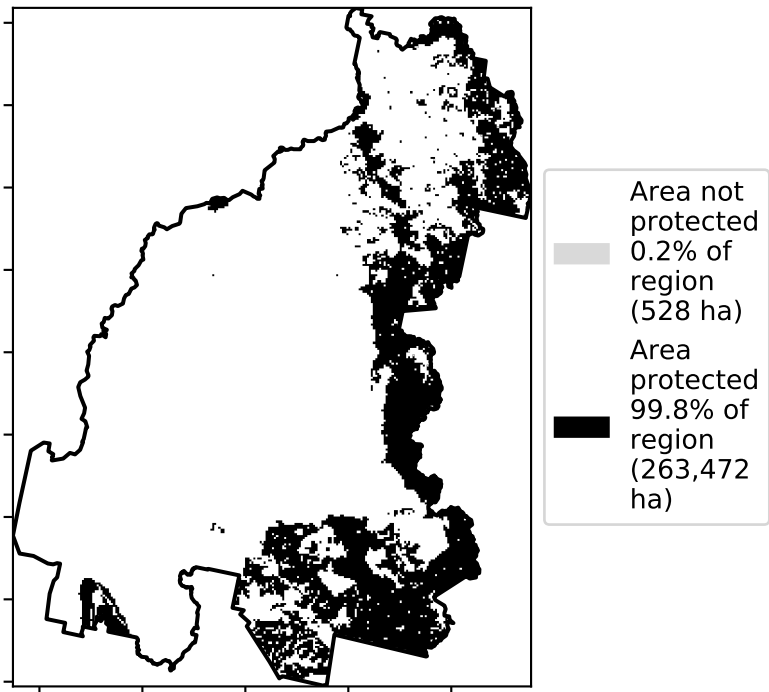 Area not
protected
0.2% of
region
(528 ha)
Area
protected
99.8% of
region
(263,472
ha)